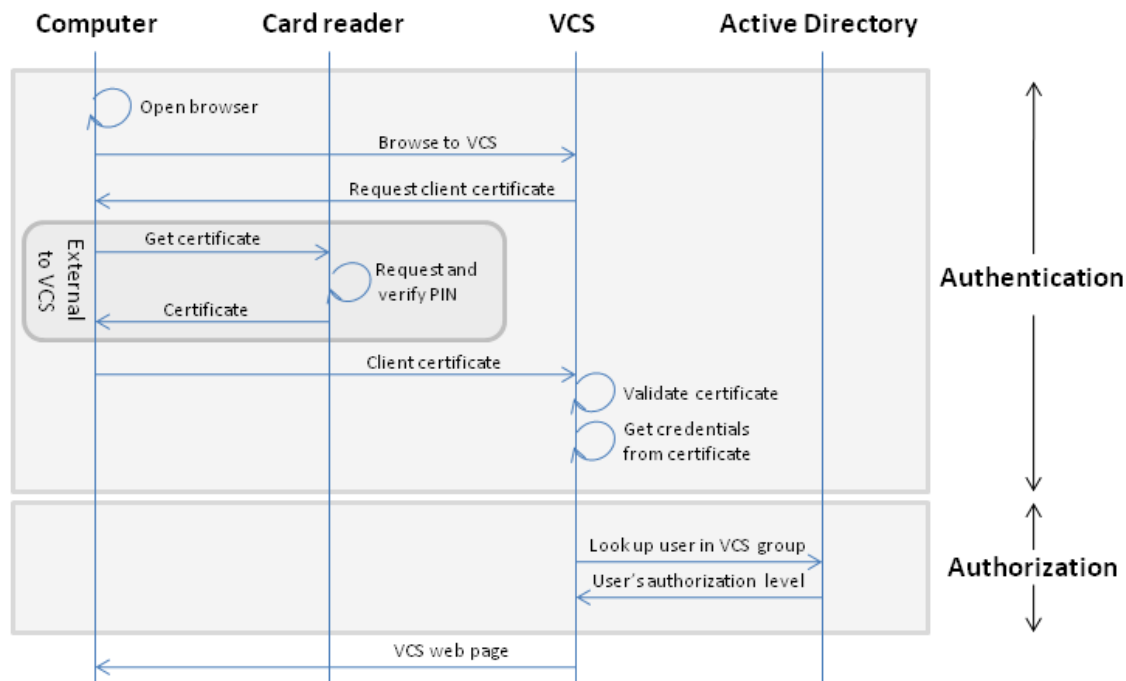 Computer
Card reader
VCS
Active Directory
Open browser
Browse to VCS
Request client certificate
External
to VCS
Get certificate
Request and
verify PIN
Certificate
Authentication
Client certificate
Validate certificate
Get credentials
from certificate
Look up user in VCS group
Authorization
User's authorization level
VCS web page